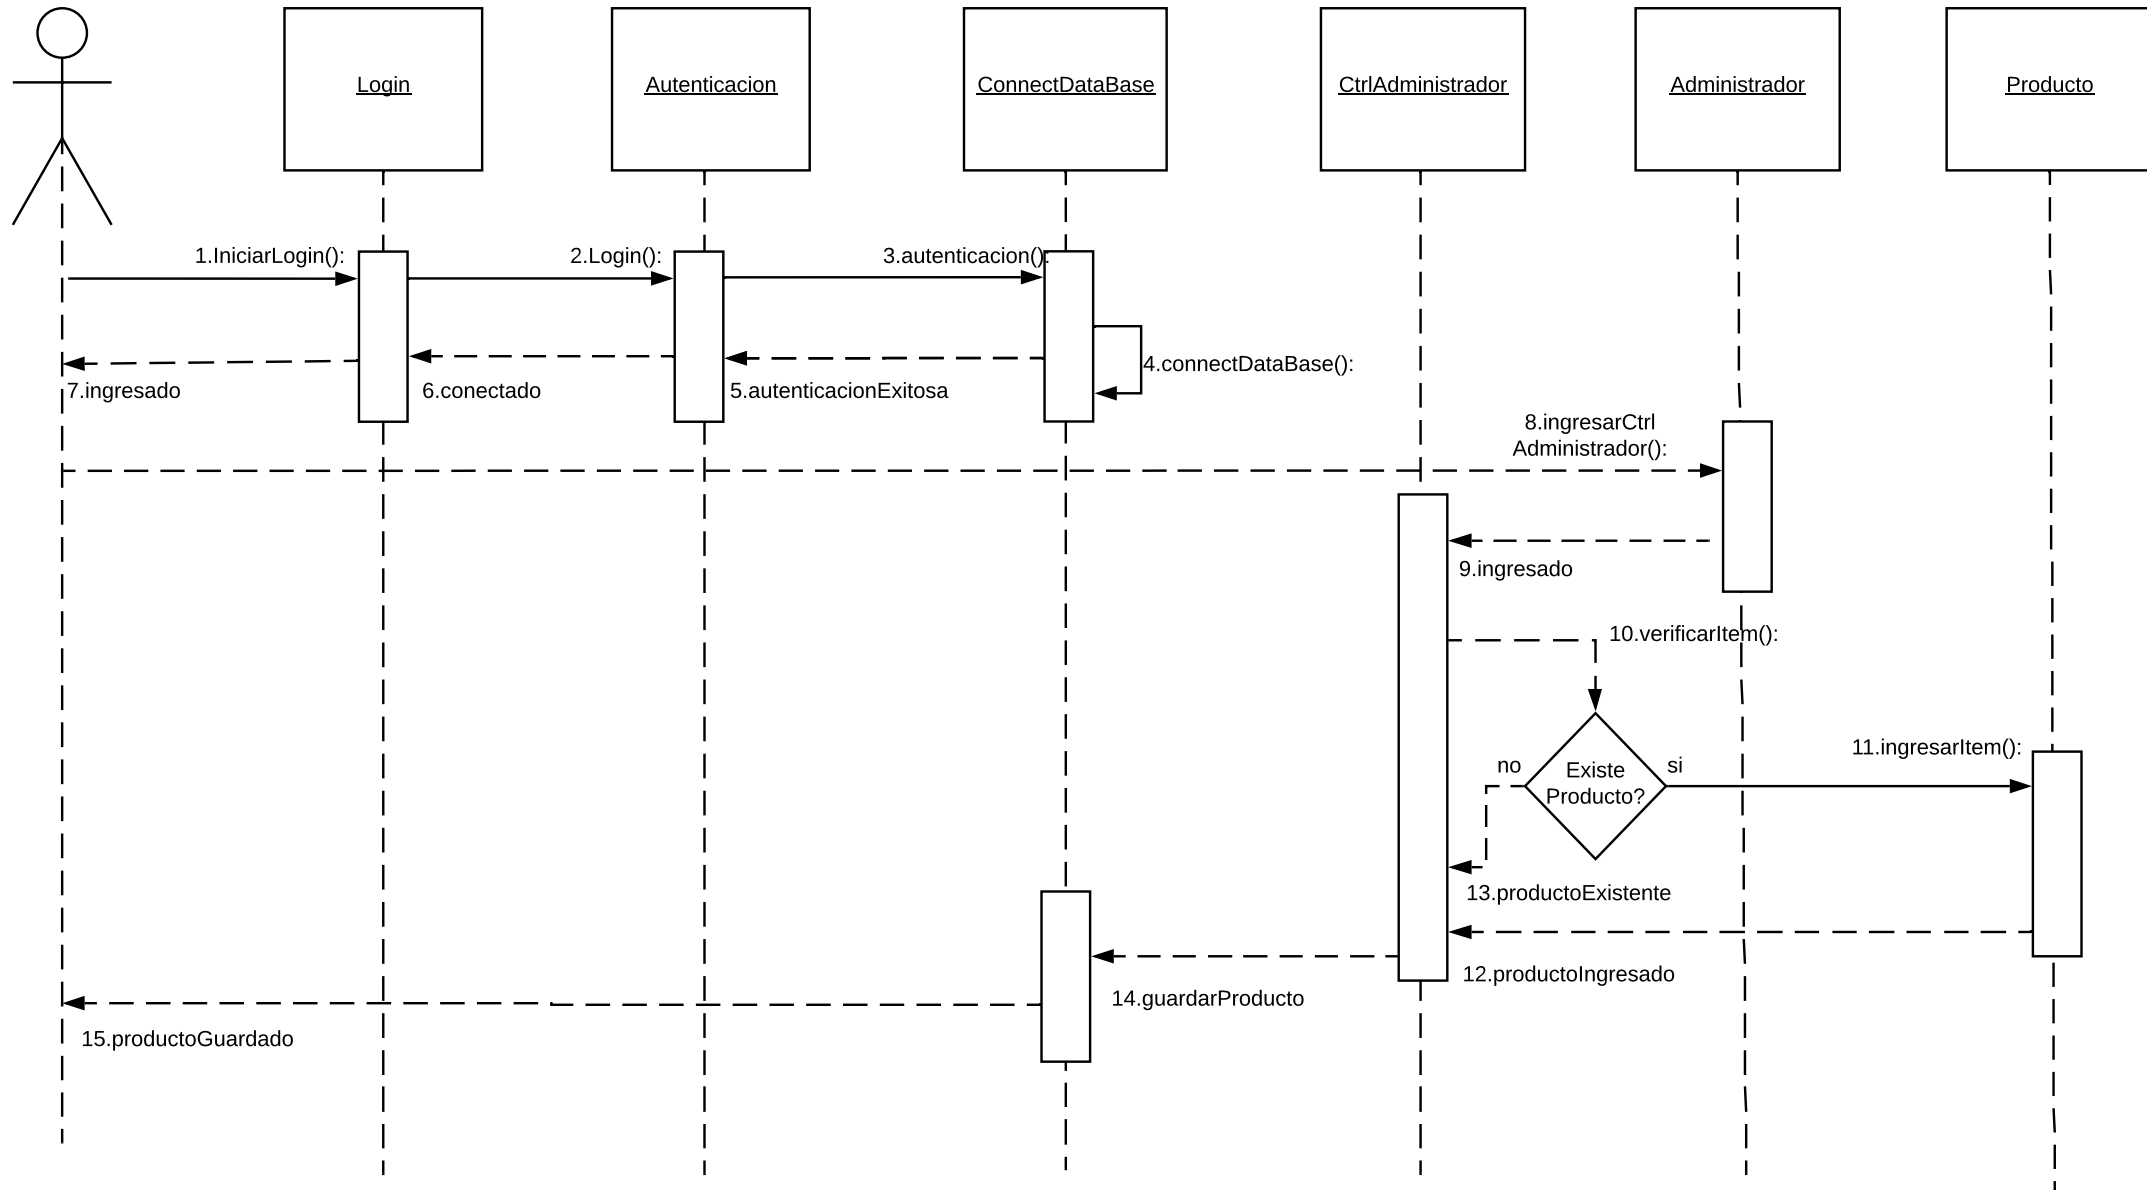 Login
Autenticacion
ConnectDataBase
CtrlAdministrador
Administrador
Producto
1.IniciarLogin():
2.Login():
3.autenticacion():
4.connectDataBase():
7.ingresado
6.conectado
5.autenticacionExitosa
8.ingresarCtrl
Administrador():
9.ingresado
10.verificarItem():
11.ingresarItem():
no
Existe
Producto?
si
13.productoExistente
12.productoIngresado
14.guardarProducto
15.productoGuardado